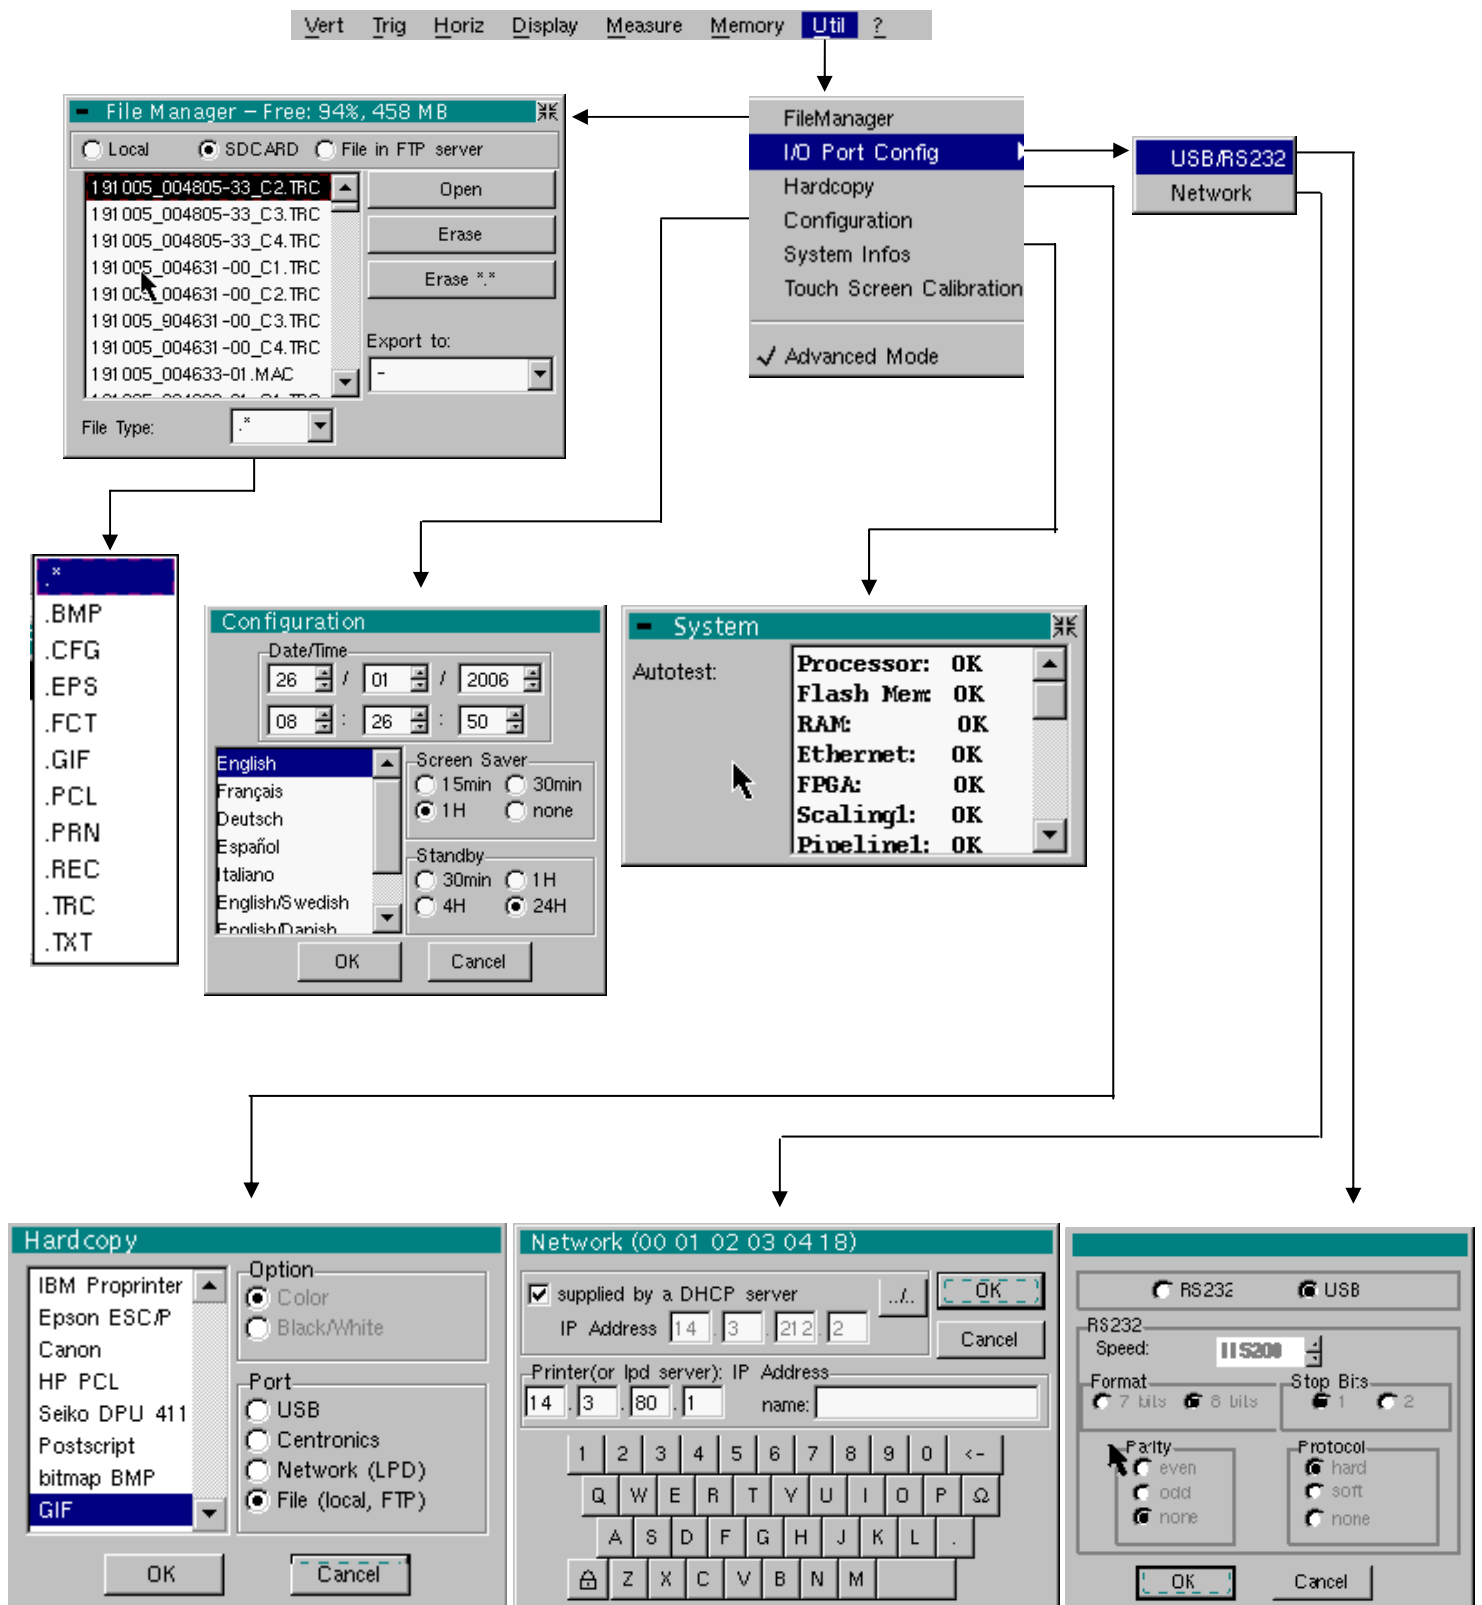 Vert Trig Horiz Display Measure Memory Util ?
File Manager – Free: 94%, 458 MB
Local SDCARD File in FTP server
191005_004805-33_C2.TRC
191005_004805-33_C3.TRC
191005_004805-33_C4.TRC
191005_004631-00_C1.TRC
191005_004631-00_C2.TRC
191005_904631-00_C3.TRC
191005_004631-00_C4.TRC
191005_004633-01.MAC
Open
Erase
Erase *.*
Export to:
-
File Type: .*
FileManager
I/O Port Config
Hardcopy
Configuration
System Infos
Touch Screen Calibration
✓ Advanced Mode
USB/RS232
Network
.*
.BMP
.CFG
.EPS
.FCT
.GIF
.PCL
.PRN
.REC
.TRC
.TXT
Configuration
Date/Time
26 / 01 / 2006
08 : 26 : 50
English
Français
Deutsch
Español
Italiano
English/Swedish
English/Danish
Screen Saver
15min 30min
1H none
Standby
30min 1H
4H 24H
OK Cancel
System
Autotest:
Processor: OK
Flash Mem: OK
RAM: OK
Ethernet: OK
FPGA: OK
Scaling1: OK
Pipeline1: OK
Hardcopy
IBM Proprinter
Epson ESC/P
Canon
HP PCL
Seiko DPU 411
Postscript
bitmap BMP
GIF
Option
Color
Black/White
Port
USB
Centronics
Network (LPD)
File (local, FTP)
OK Cancel
Network (00 01 02 03 04 18)
supplied by a DHCP server ../.. OK
IP Address 14 . 3 . 212 . 2 Cancel
Printer(or lpd server): IP Address
14 . 3 . 80 . 1 name:
1 2 3 4 5 6 7 8 9 0 <-
Q W E R T Y U I O P Ω
A S D F G H J K L .
Z X C V B N M
RS232 USB
RS232
Speed: 115200
Format
7 bits 8 bits
Stop Bits
1 2
Parity
even
odd
none
Protocol
hard
soft
none
OK Cancel